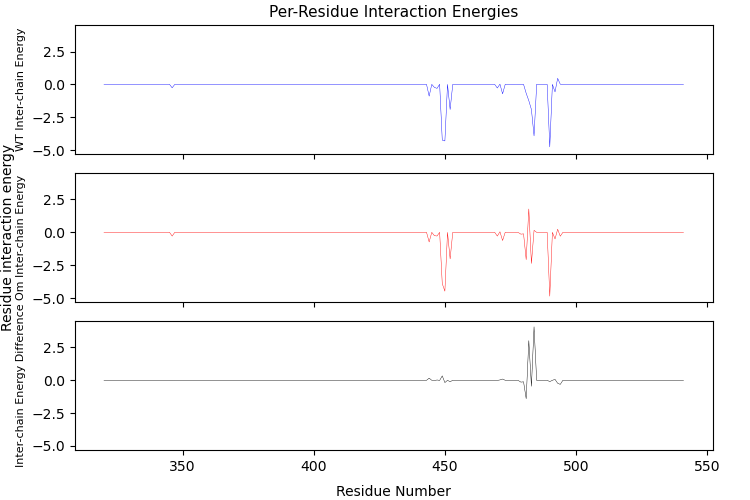 Per-Residue Interaction Energies
Residue interaction energy
WT Inter-chain Energy
2.5
0.0
−2.5
−5.0
Om Inter-chain Energy
2.5
0.0
−2.5
−5.0
Inter-chain Energy Difference
2.5
0.0
−2.5
−5.0
350
400
450
500
550
Residue Number